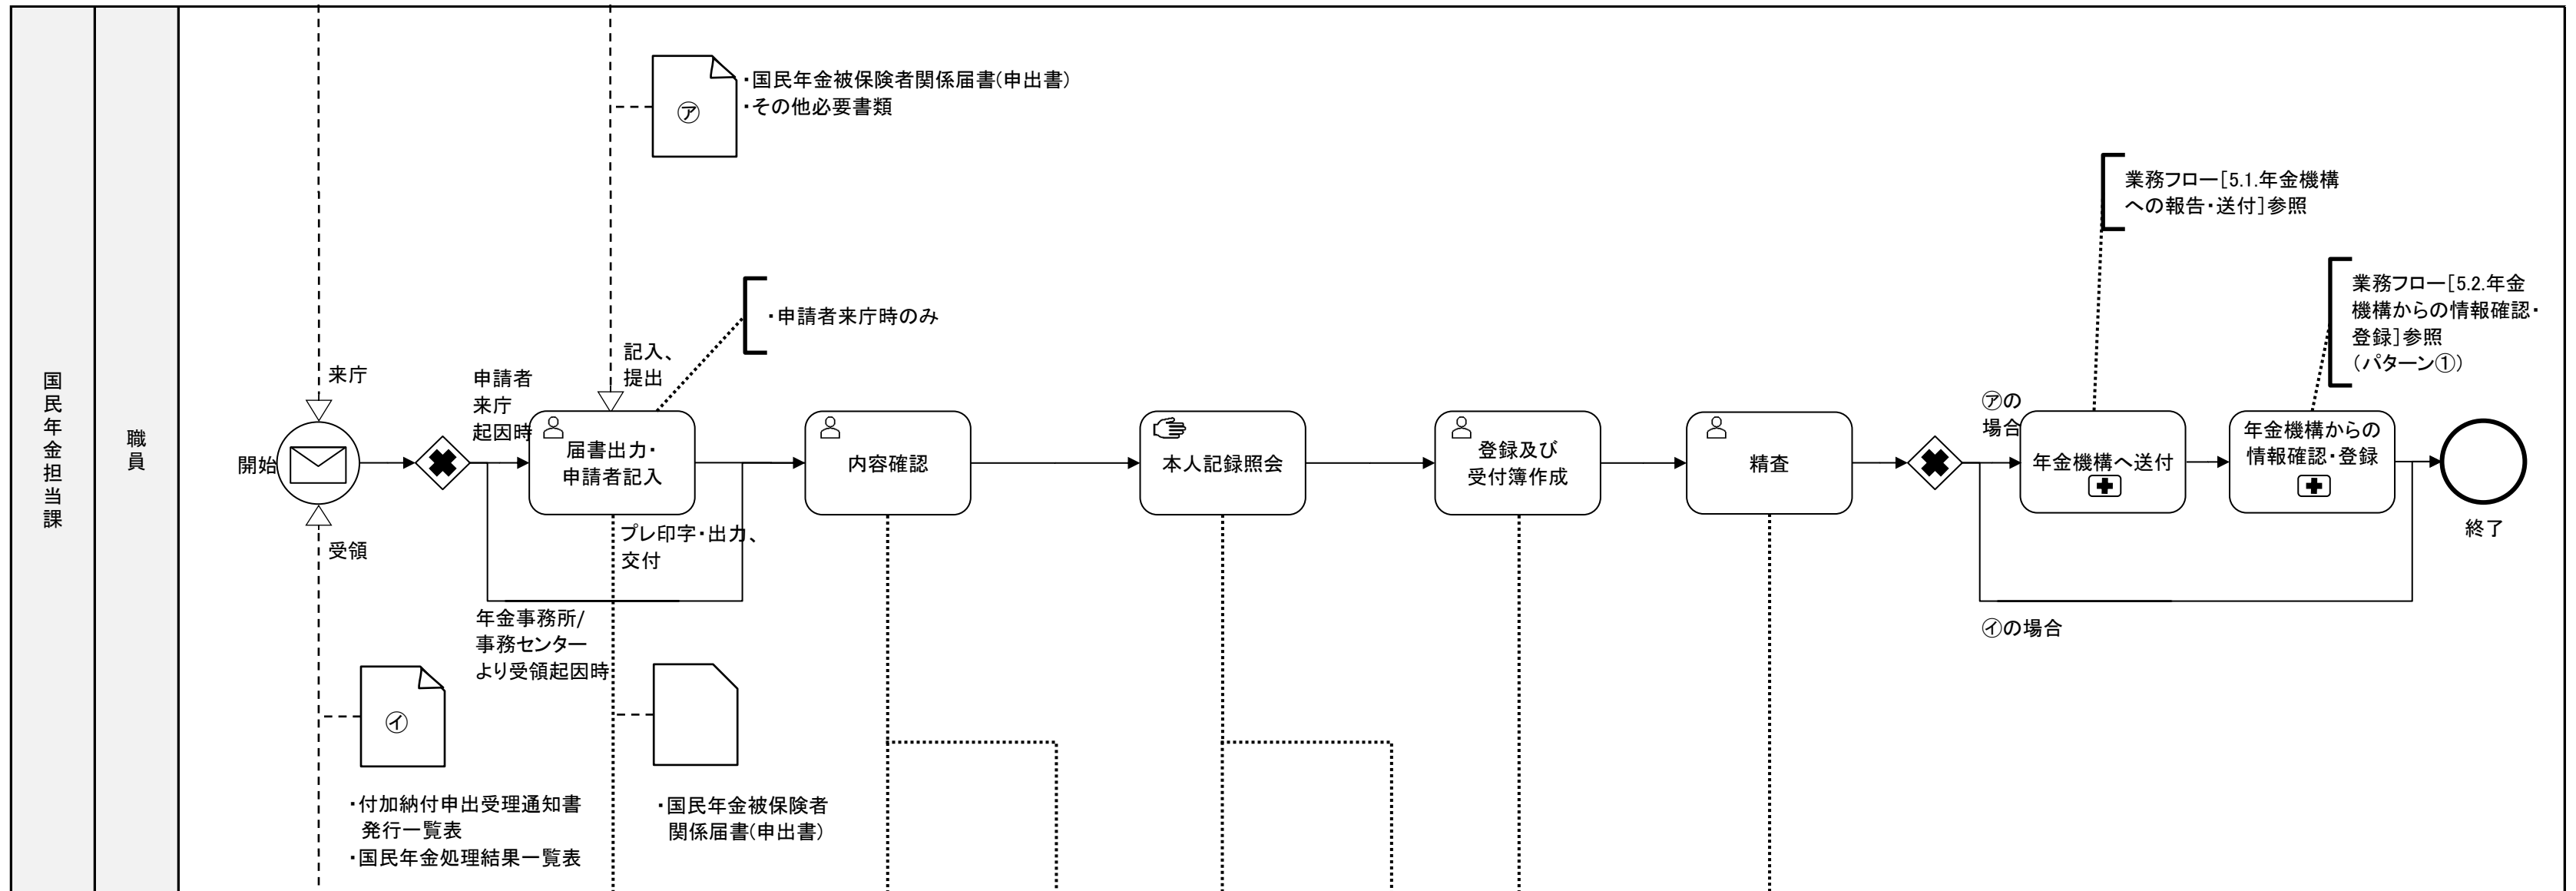 国民年金担当課
職員
㋐
・国民年金被保険者関係届書(申出書)
・その他必要書類
業務フロー[5.1.年金機構
への報告・送付]参照
業務フロー[5.2.年金
機構からの情報確認・
登録]参照
(パターン①)
・申請者来庁時のみ
来庁
開始
受領
申請者
来庁
起因時
記入、
提出
届書出力・
申請者記入
プレ印字・出力、
交付
年金事務所/
事務センター
より受領起因時
内容確認
本人記録照会
登録及び
受付簿作成
精査
㋐の
場合
年金機構へ送付
年金機構からの
情報確認・登録
終了
㋑の場合
㋑
・付加納付申出受理通知書
発行一覧表
・国民年金処理結果一覧表
・国民年金被保険者
関係届書(申出書)